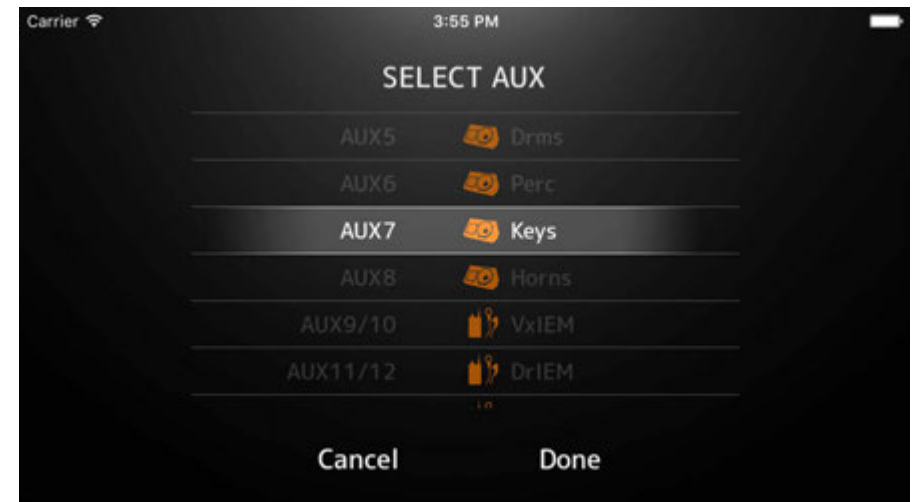 Carrier 3:55 PM
SELECT AUX
AUX5 Drms
AUX6 Perc
AUX7 Keys
AUX8 Horns
AUX9/10 VxIEM
AUX11/12 DrIEM
Cancel Done